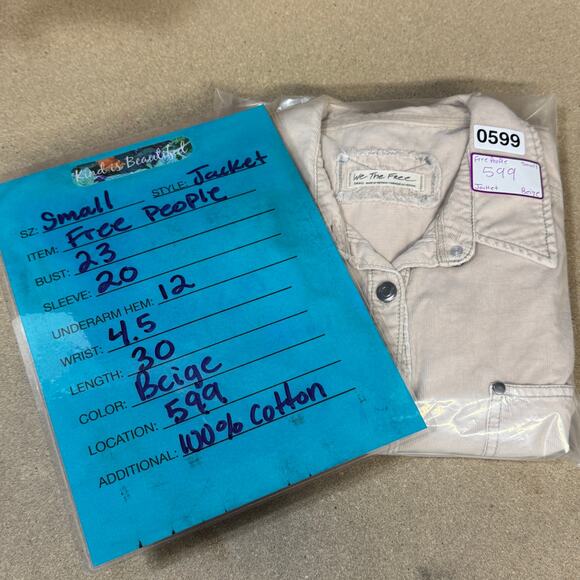 Kind is Beautiful
SZ: Small STYLE: Jacket
ITEM: Free People
BUST: 23
SLEEVE: 20
UNDERARM HEM: 12
WRIST: 4.5
LENGTH: 30
COLOR: Beige
LOCATION: 599
ADDITIONAL: 100% Cotton
We The Free
0599
Free People Small
599
Jacket Beige